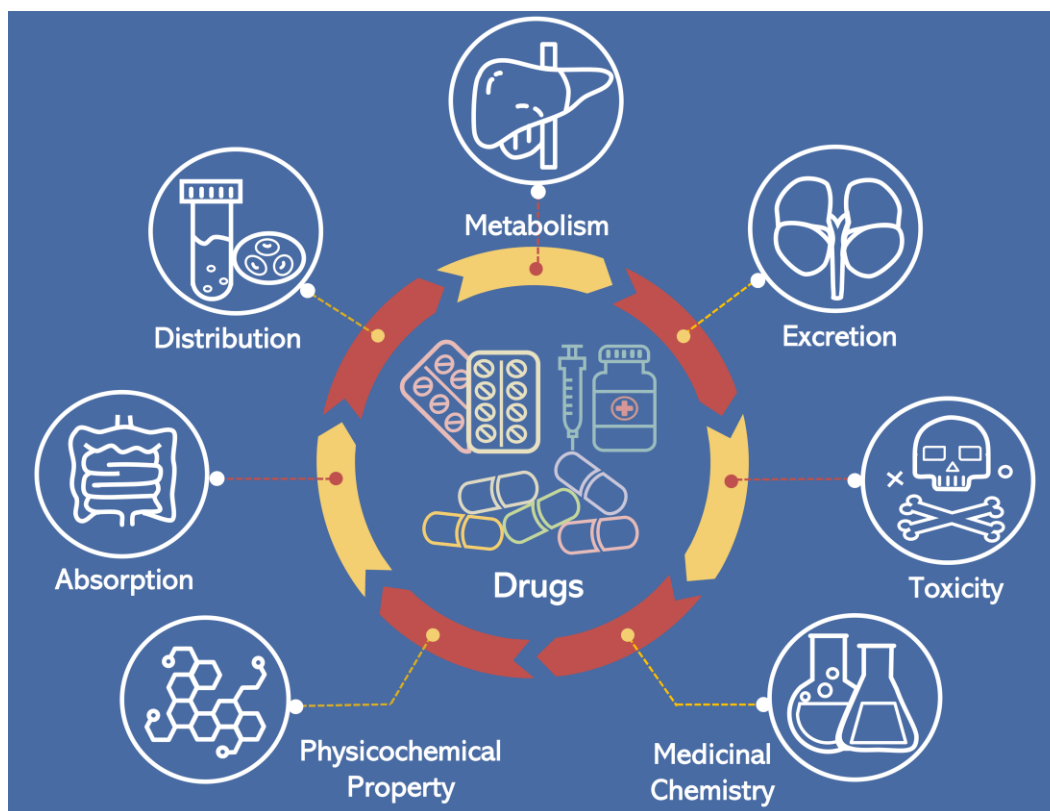 Metabolism
Distribution
Excretion
Absorption
Drugs
Toxicity
Physicochemical
Property
Medicinal
Chemistry